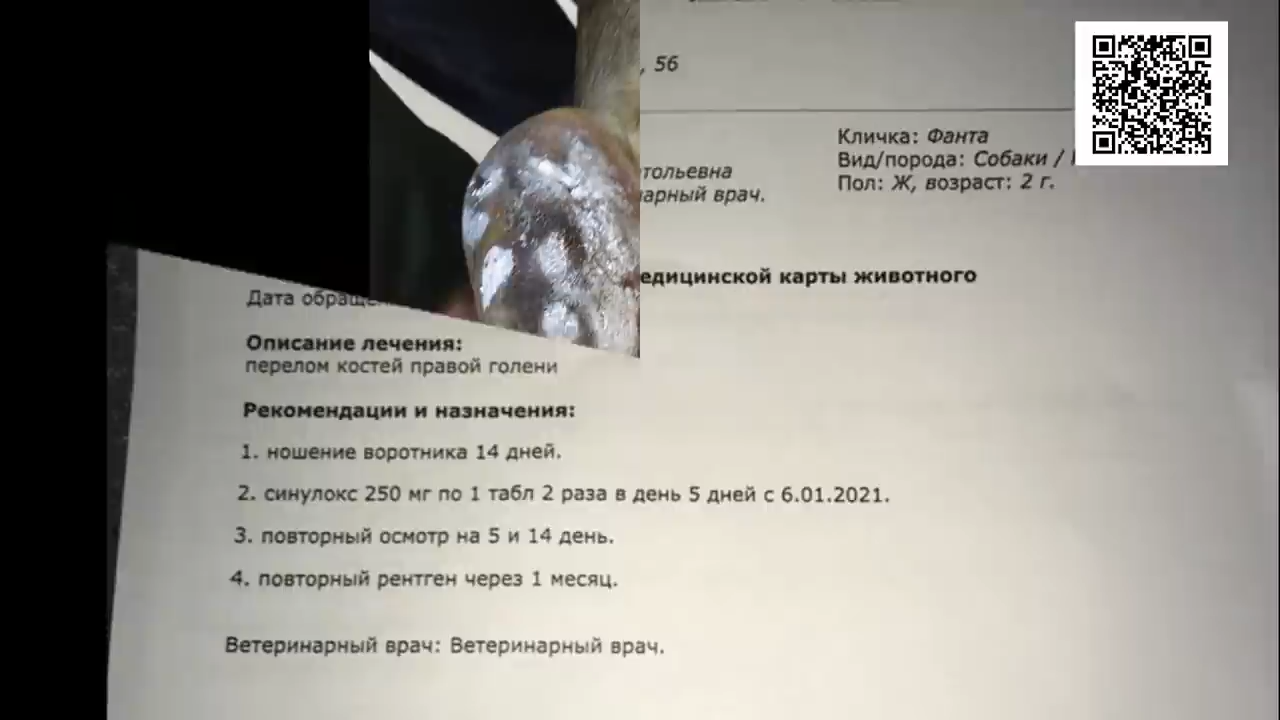 , 56
Кличка: Фанта
Вид/порода: Собаки /
Пол: Ж, возраст: 2 г.
тольевна
арный врач.
едицинской карты животного
Дата обраще
Описание лечения:
перелом костей правой голени
Рекомендации и назначения:
1. ношение воротника 14 дней.
2. синулокс 250 мг по 1 табл 2 раза в день 5 дней с 6.01.2021.
3. повторный осмотр на 5 и 14 день.
4. повторный рентген через 1 месяц.
Ветеринарный врач: Ветеринарный врач.